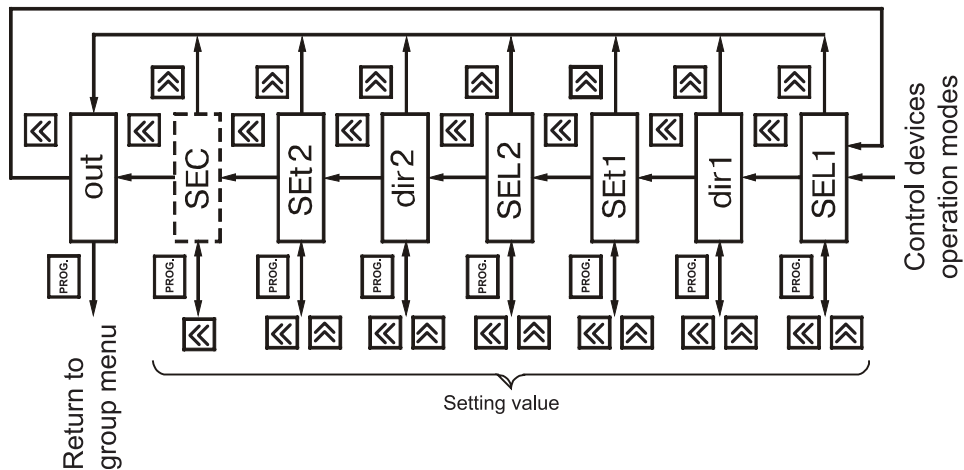 out
SEC
SEt2
dir2
SEL2
SEt1
dir1
SEL1
PROG.
PROG.
PROG.
PROG.
PROG.
PROG.
PROG.
PROG.
Control devices
operation modes
Return to
group menu
Setting value